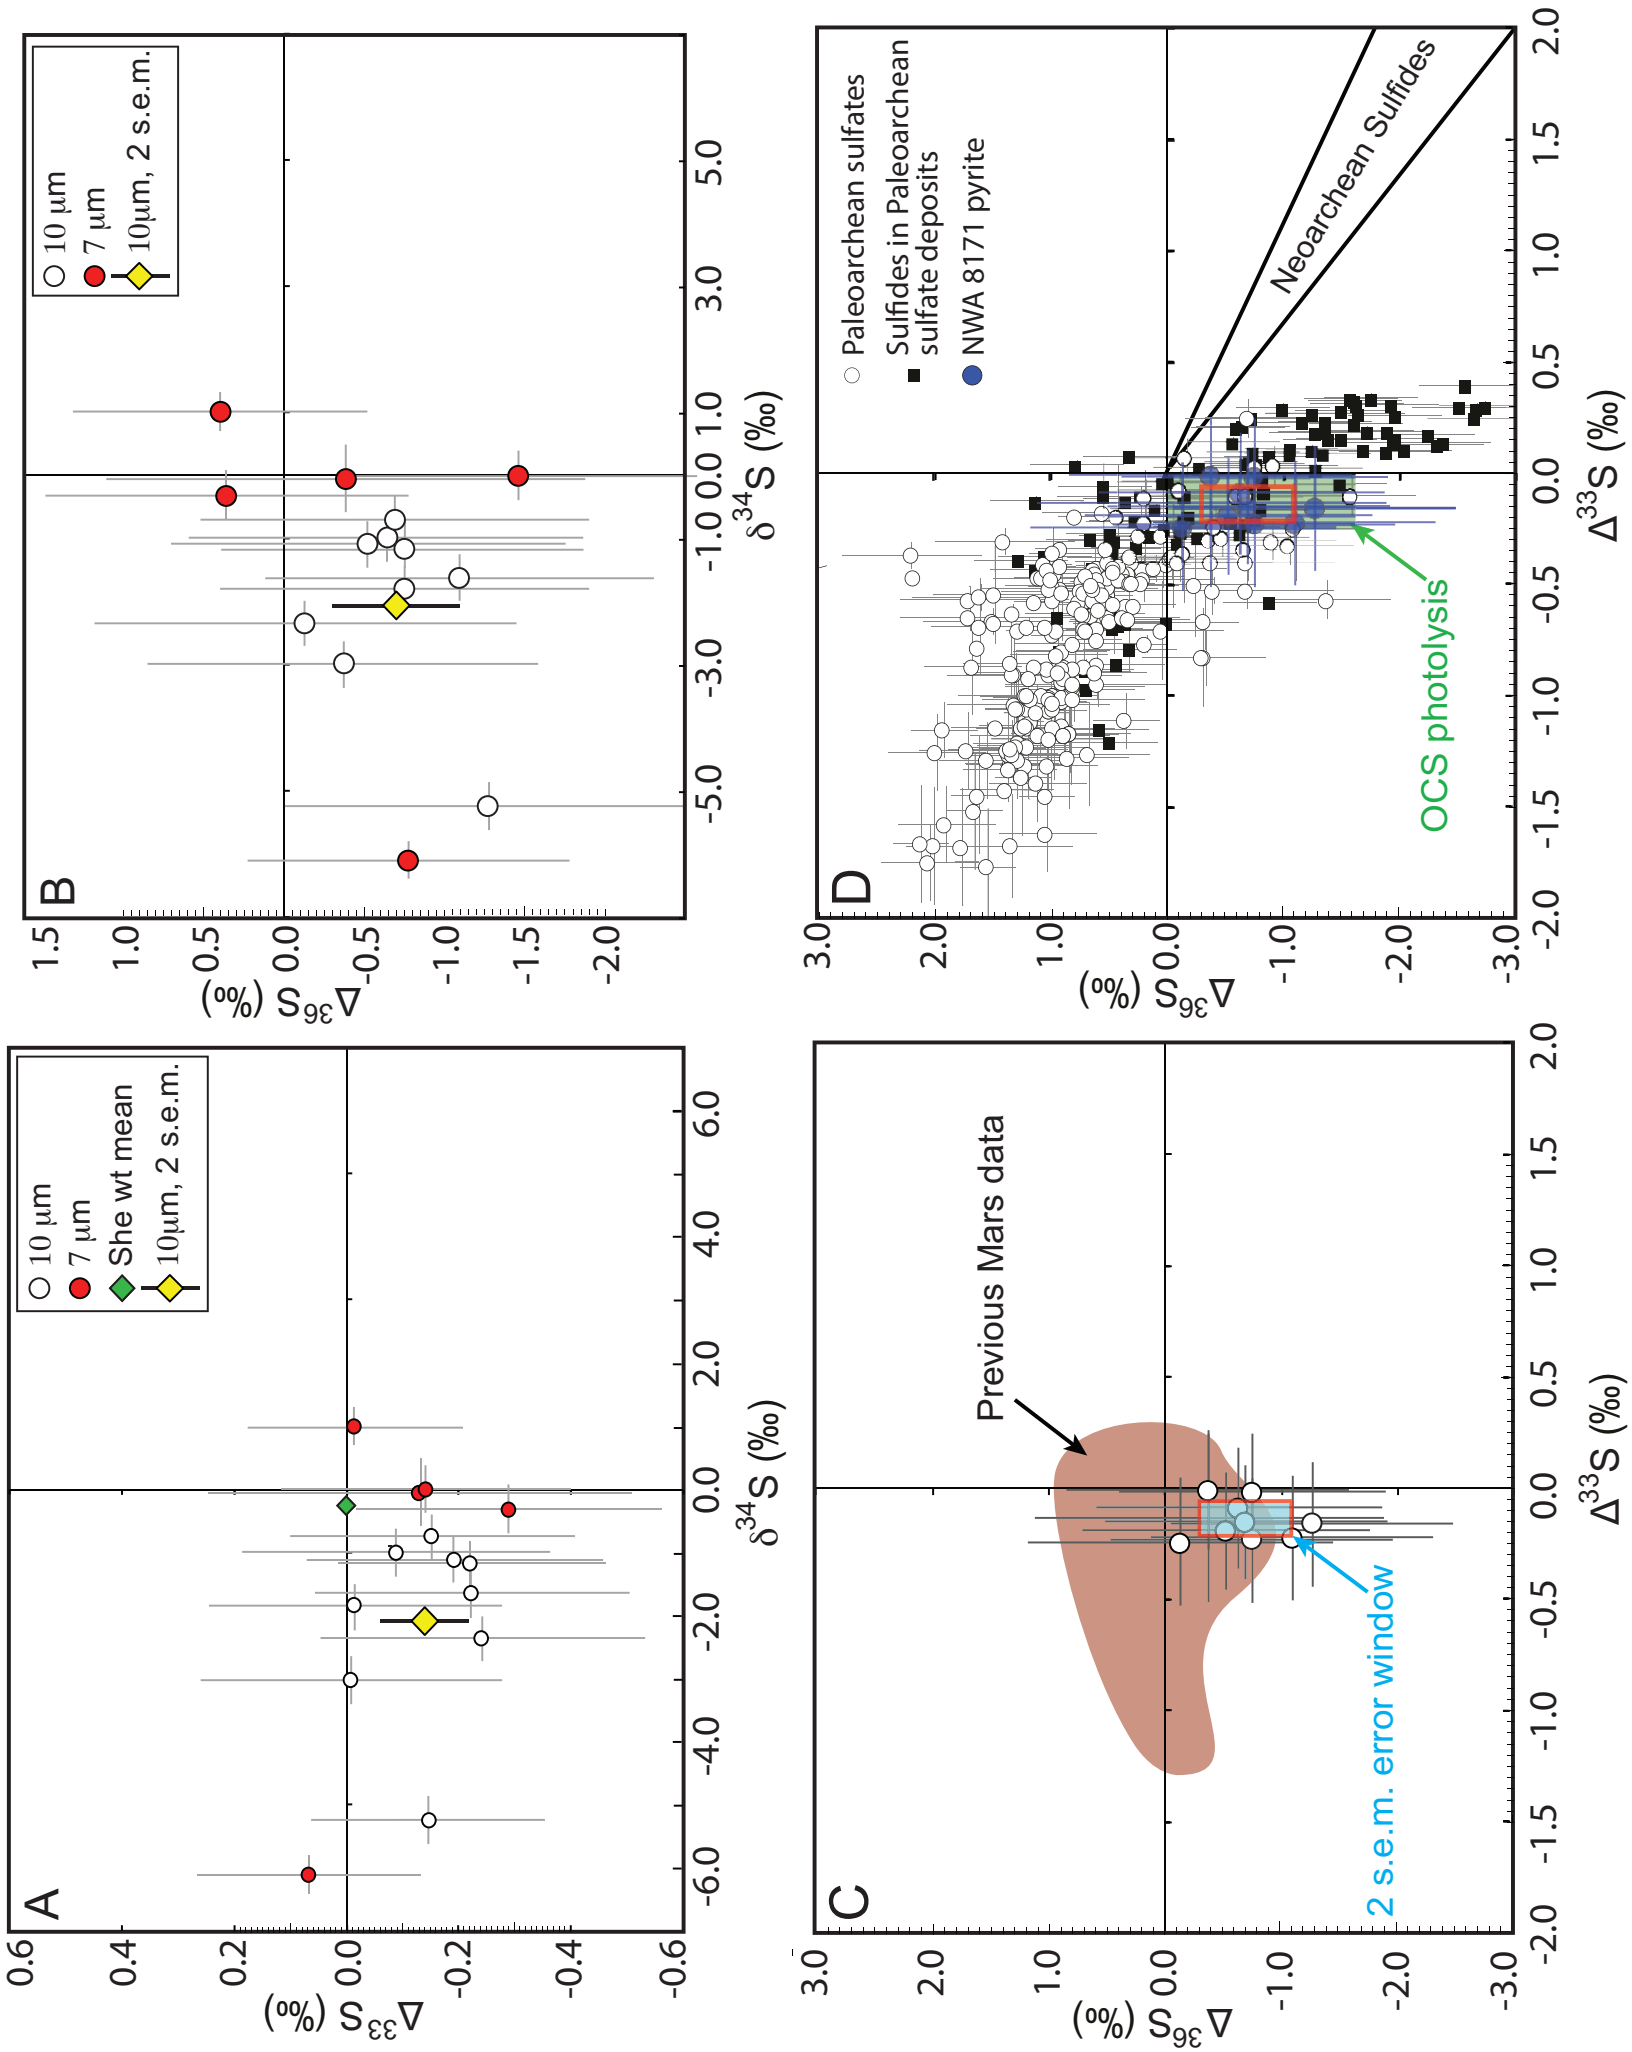 A
10 μm
7 μm
She wt mean
10μm, 2 s.e.m.
0.6
0.4
0.2
0.0
-0.2
-0.4
-0.6
Δ33S (‰)
-6.0 -4.0 -2.0 0.0 2.0 4.0 6.0
δ34S (‰)
B
10 μm
7 μm
10μm, 2 s.e.m.
1.5
1.0
0.5
0.0
-0.5
-1.0
-1.5
-2.0
Δ36S (‰)
-5.0 -3.0 -1.0 0.0 1.0 3.0 5.0
δ34S (‰)
C
Previous Mars data
2 s.e.m. error window
3.0
2.0
1.0
0.0
-1.0
-2.0
-3.0
Δ36S (‰)
-2.0 -1.5 -1.0 -0.5 0.0 0.5 1.0 1.5 2.0
Δ33S (‰)
D
Paleoarchean sulfates
Sulfides in Paleoarchean
sulfate deposits
NWA 8171 pyrite
Neoarchean Sulfides
OCS photolysis
3.0
2.0
1.0
0.0
-1.0
-2.0
-3.0
Δ36S (‰)
-2.0 -1.5 -1.0 -0.5 0.0 0.5 1.0 1.5 2.0
Δ33S (‰)